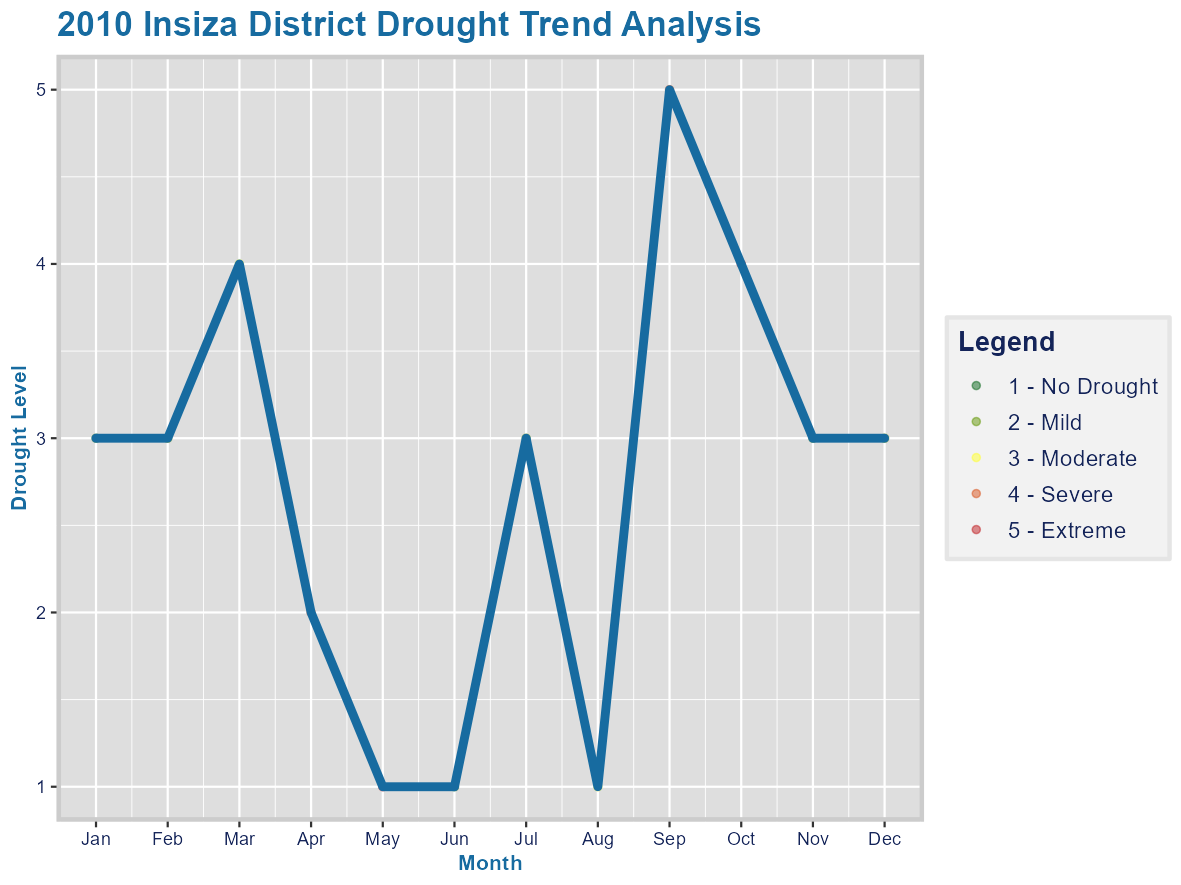 2010 Insiza District Drought Trend Analysis
5
4
3
2
1
Drought Level
Jan Feb Mar Apr May Jun Jul Aug Sep Oct Nov Dec
Month
Legend
1 - No Drought
2 - Mild
3 - Moderate
4 - Severe
5 - Extreme